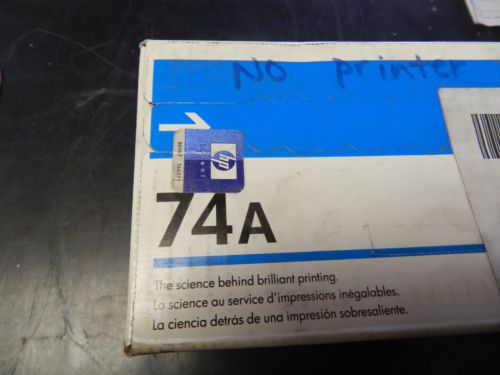 No printer
hp
invent
74A
The science behind brilliant printing.
La science au service d'impressions inégalables.
La ciencia detrás de una impresión sobresaliente.